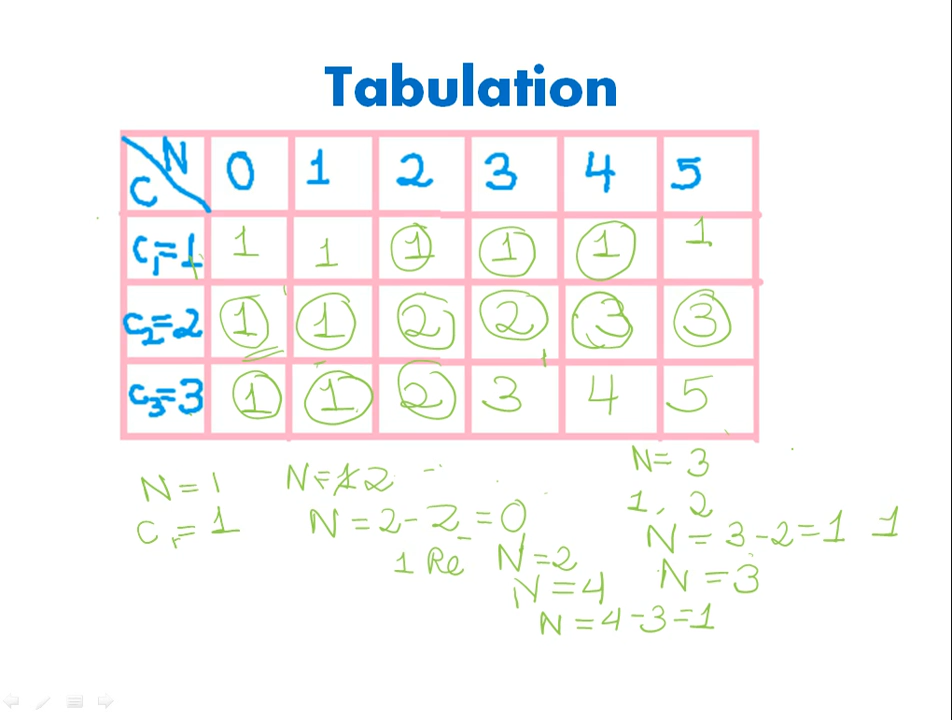 Tabulation
N C 0 1 2 3 4 5
C1=1 1 1 1 1 1 1
C2=2 1 1 2 2 3 3
C3=3 1 1 2 3 4 5
N= 3
N = 1 N= 2
1, 2
C1= 1 N = 2-2=0 N = 3-2=1 1
1 Re N=2 N=3
N=4
N = 4-3=1